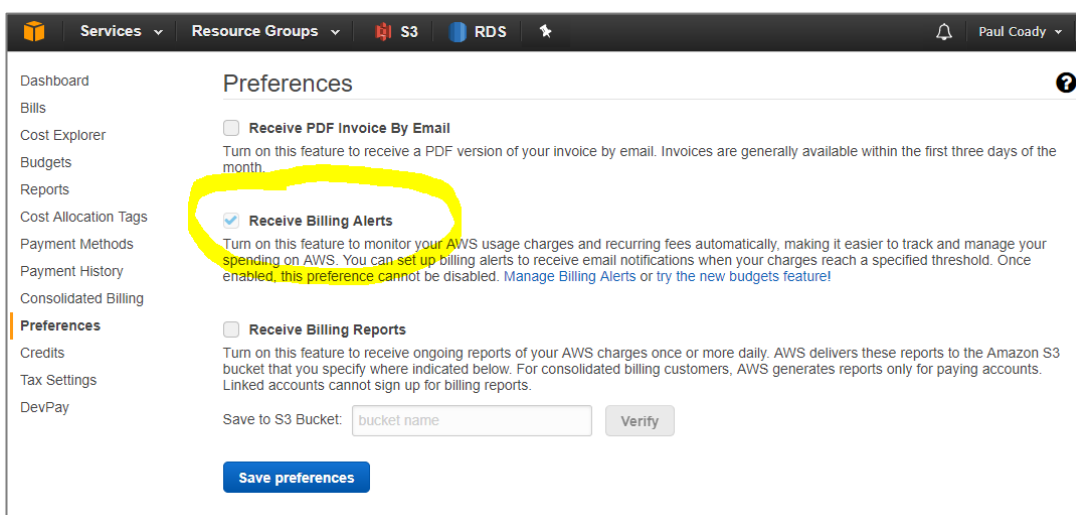 Services Resource Groups S3 RDS Paul Coady
Dashboard
Bills
Cost Explorer
Budgets
Reports
Cost Allocation Tags
Payment Methods
Payment History
Consolidated Billing
Preferences
Credits
Tax Settings
DevPay
Preferences
Receive PDF Invoice By Email
Turn on this feature to receive a PDF version of your invoice by email. Invoices are generally available within the first three days of the
month.
Receive Billing Alerts
Turn on this feature to monitor your AWS usage charges and recurring fees automatically, making it easier to track and manage your
spending on AWS. You can set up billing alerts to receive email notifications when your charges reach a specified threshold. Once
enabled, this preference cannot be disabled. Manage Billing Alerts or try the new budgets feature!
Receive Billing Reports
Turn on this feature to receive ongoing reports of your AWS charges once or more daily. AWS delivers these reports to the Amazon S3
bucket that you specify where indicated below. For consolidated billing customers, AWS generates reports only for paying accounts.
Linked accounts cannot sign up for billing reports.
Save to S3 Bucket: bucket name Verify
Save preferences